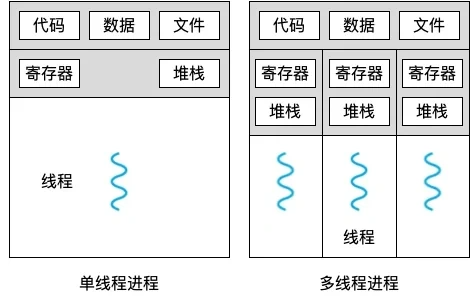 代码 数据 文件 代码 数据 文件
寄存器 堆栈 寄存器 寄存器 寄存器
堆栈 堆栈 堆栈
线程
线程
单线程进程 多线程进程